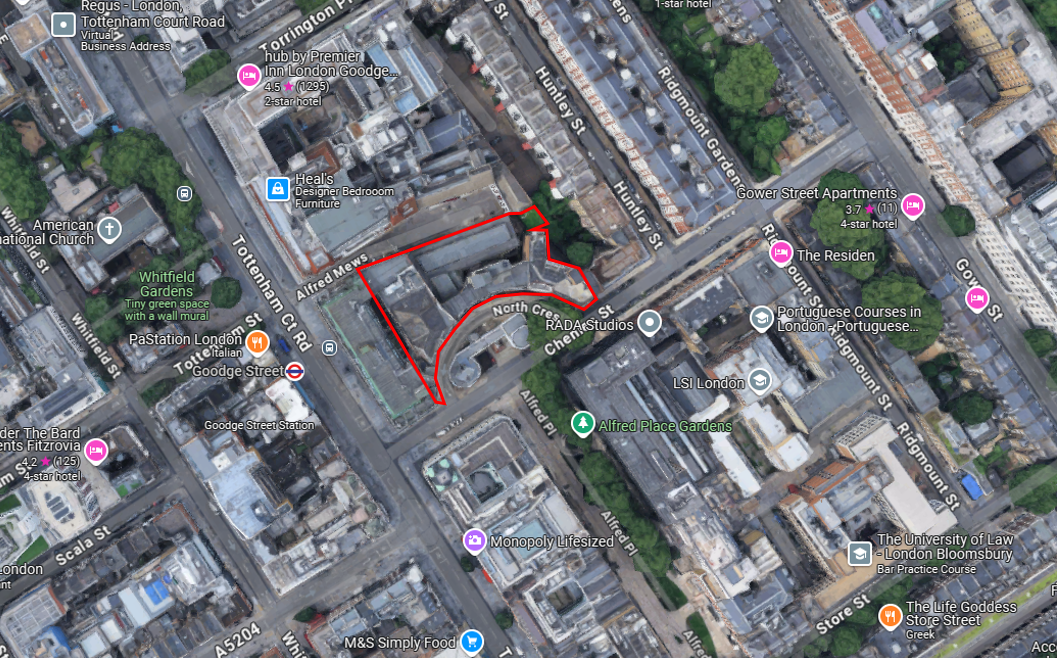 Regus - London,
Tottenham Court Road
Virtual
Business Address
hub by Premier
Inn London Goodge...
4.5 ★ (1295)
2-star hotel
1-star hotel
Huntley St
Ridgmount Gardens
Heal's
Designer Bedrooom
Furniture
American
national Church
Whitfield St
Whitfield
Gardens
Tiny green space
with a wall mural
Tottenham Ct Rd
Alfred Mews
Huntley St
Gower Street Apartments
3.7 ★ (11)
4-star hotel
The Residen
Ridgmount St
Gower St
North Cres
Chenies St
RADA Studios
Portuguese Courses in
London - Portuguese...
PaStation London
Italian
Tottenham St
Goodge Street
Whitfield St
LSI London
Ridgmount St
Goodge Street Station
Alfred Pl
Alfred Place Gardens
der The Bard
ents Fitzrovia
4.2 ★ (125)
4-star hotel
Ridgmount St
Scala St
Monopoly Lifesized
Alfred Pl
The University of Law
- London Bloomsbury
Bar Practice Course
London
Store St
The Life Goddess
Store Street
Greek
A5204
M&S Simply Food
Alfred
Acc